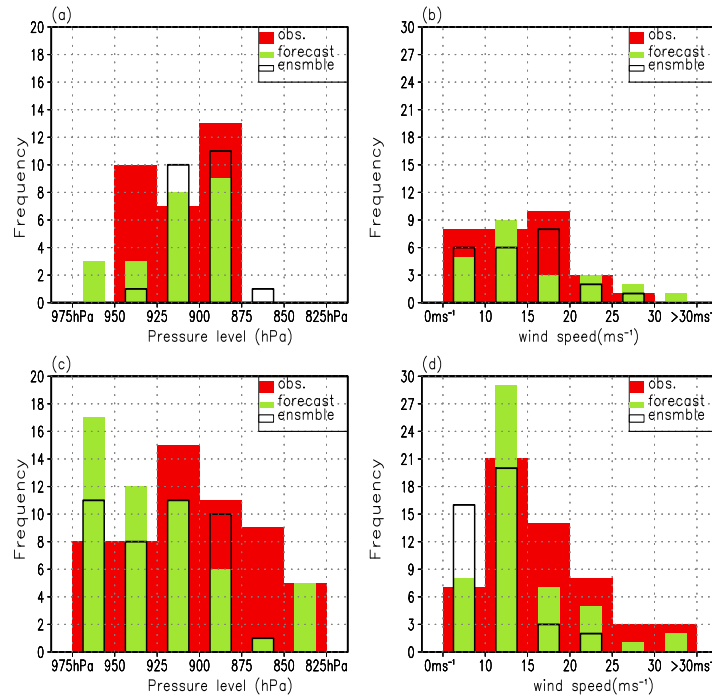 (a)
obs.
forecast
ensmble
Frequency
20
18
16
14
12
10
8
6
4
2
0
975hPa 950 925 900 875 850 825hPa
Pressure level (hPa)
(b)
obs.
forecast
ensmble
Frequency
30
27
24
21
18
15
12
9
6
3
0
0ms⁻¹ 10 15 20 25 30 >30ms⁻¹
wind speed(ms⁻¹)
(c)
obs.
forecast
ensmble
Frequency
20
18
16
14
12
10
8
6
4
2
0
975hPa 950 925 900 875 850 825hPa
Pressure level (hPa)
(d)
obs.
forecast
ensmble
Frequency
30
27
24
21
18
15
12
9
6
3
0
0ms⁻¹ 10 15 20 25 30 >30ms⁻¹
wind speed(ms⁻¹)